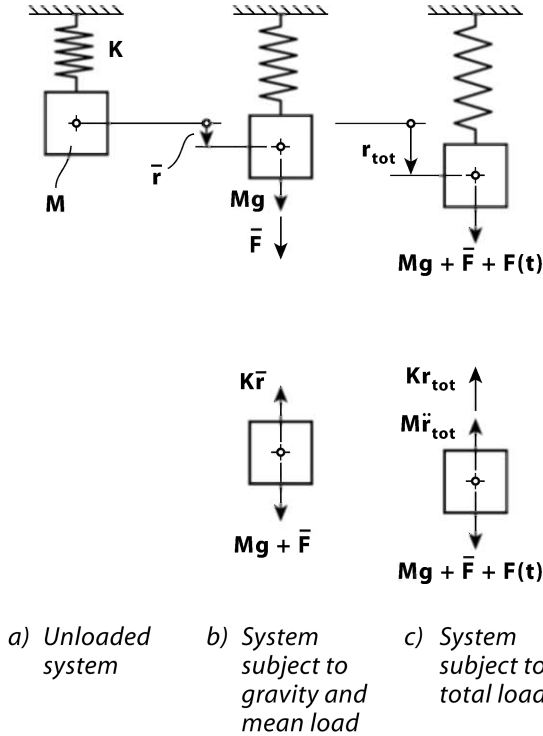 K
M
r̄
Mg
F̄
r_tot
Mg + F̄ + F(t)
Kr̄
Mg + F̄
Kr_tot
Mr̈_tot
Mg + F̄ + F(t)
a) Unloaded
system
b) System
subject to
gravity and
mean load
c) System
subject to
total load